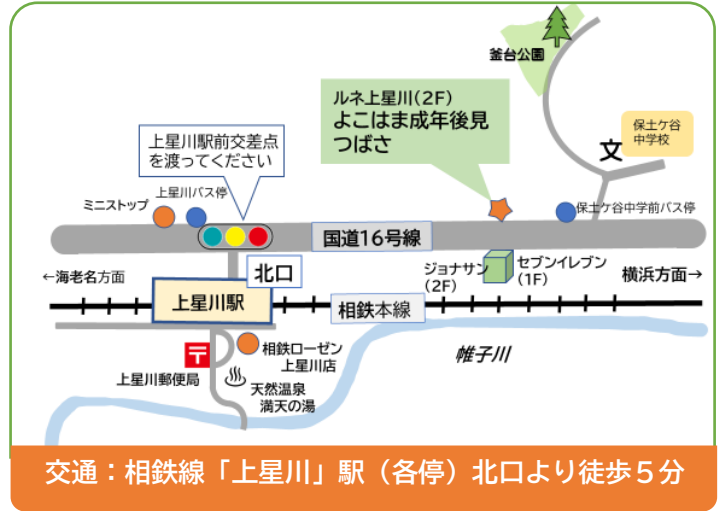 釜台公園
ルネ上星川(2F)
よこはま成年後見
つばさ
保土ケ谷
中学校
文
上星川駅前交差点
を渡ってください
上星川バス停
ミニストップ
保土ケ谷中学前バス停
国道16号線
北口
ジョナサン
(2F)
セブンイレブン
(1F)
←海老名方面
横浜方面→
上星川駅
相鉄本線
相鉄ローゼン
上星川店
帷子川
上星川郵便局
天然温泉
満天の湯
交通：相鉄線「上星川」駅（各停）北口より徒歩５分